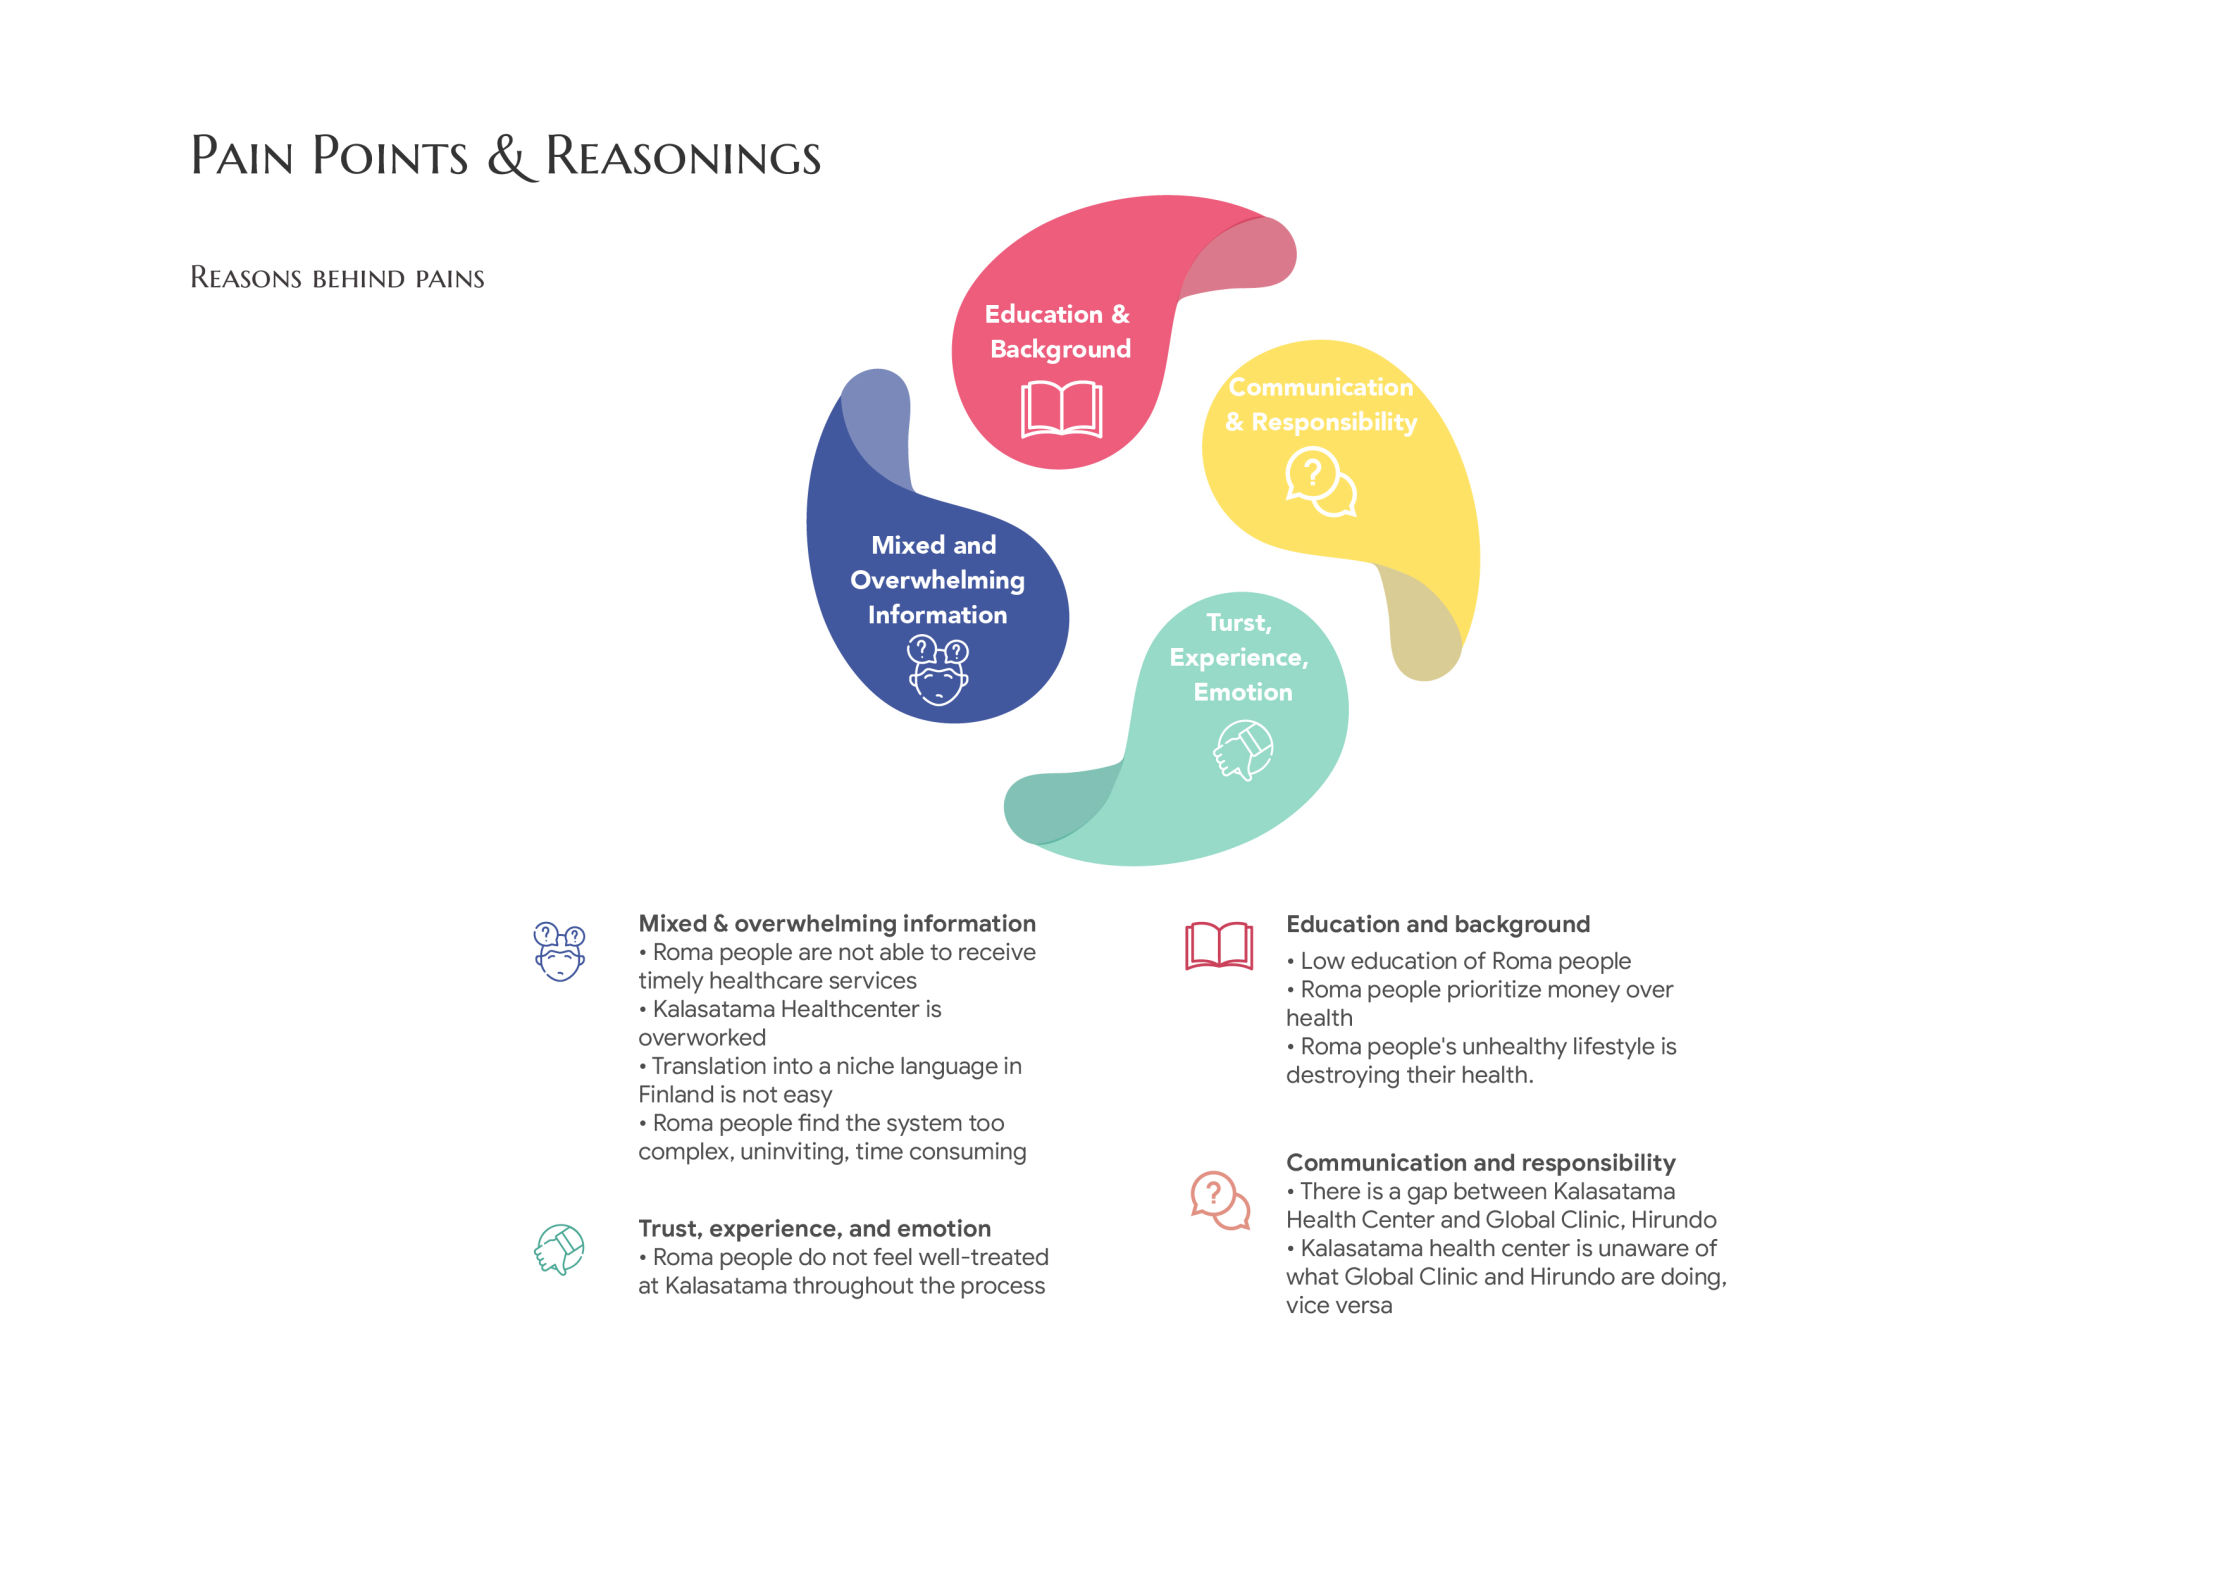 Pain Points & Reasonings
Reasons behind pains
Education &
Background
Communication
& Responsibility
Mixed and
Overwhelming
Information
Turst,
Experience,
Emotion
Mixed & overwhelming information
• Roma people are not able to receive
timely healthcare services
• Kalasatama Healthcenter is
overworked
• Translation into a niche language in
Finland is not easy
• Roma people find the system too
complex, uninviting, time consuming
Trust, experience, and emotion
• Roma people do not feel well-treated
at Kalasatama throughout the process
Education and background
• Low education of Roma people
• Roma people prioritize money over
health
• Roma people's unhealthy lifestyle is
destroying their health.
Communication and responsibility
• There is a gap between Kalasatama
Health Center and Global Clinic, Hirundo
• Kalasatama health center is unaware of
what Global Clinic and Hirundo are doing,
vice versa